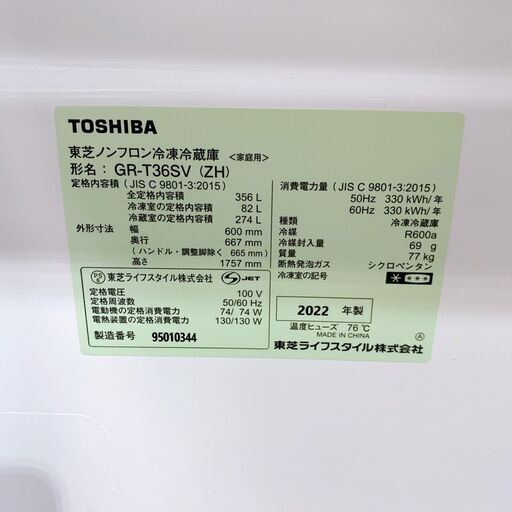 TOSHIBA
東芝ノンフロン冷凍冷蔵庫 <家庭用>
形名： GR-T36SV (ZH)
定格内容積 (JIS C 9801-3:2015)
全定格内容積 356 L
冷凍室の定格内容積 82 L
冷蔵室の定格内容積 274 L
外形寸法 幅 600 mm
奥行 667 mm
(ハンドル・調整脚除く 665 mm)
高さ 1757 mm
PSE 東芝ライフスタイル株式会社 S-JET
定格電圧 100 V
定格周波数 50/60 Hz
電動機の定格消費電力 74/ 74 W
電熱装置の定格消費電力 130/130 W
製造番号 95010344
消費電力量 (JIS C 9801-3:2015)
50Hz 330 kWh/年
60Hz 330 kWh/年
種類 冷凍冷蔵庫
冷媒 R600a
冷媒封入量 69 g
質量 77 kg
断熱発泡ガス シクロペンタン
冷凍室の記号
2022 年製
温度ヒューズ 76℃
MADE IN CHINA
A
東芝ライフスタイル株式会社